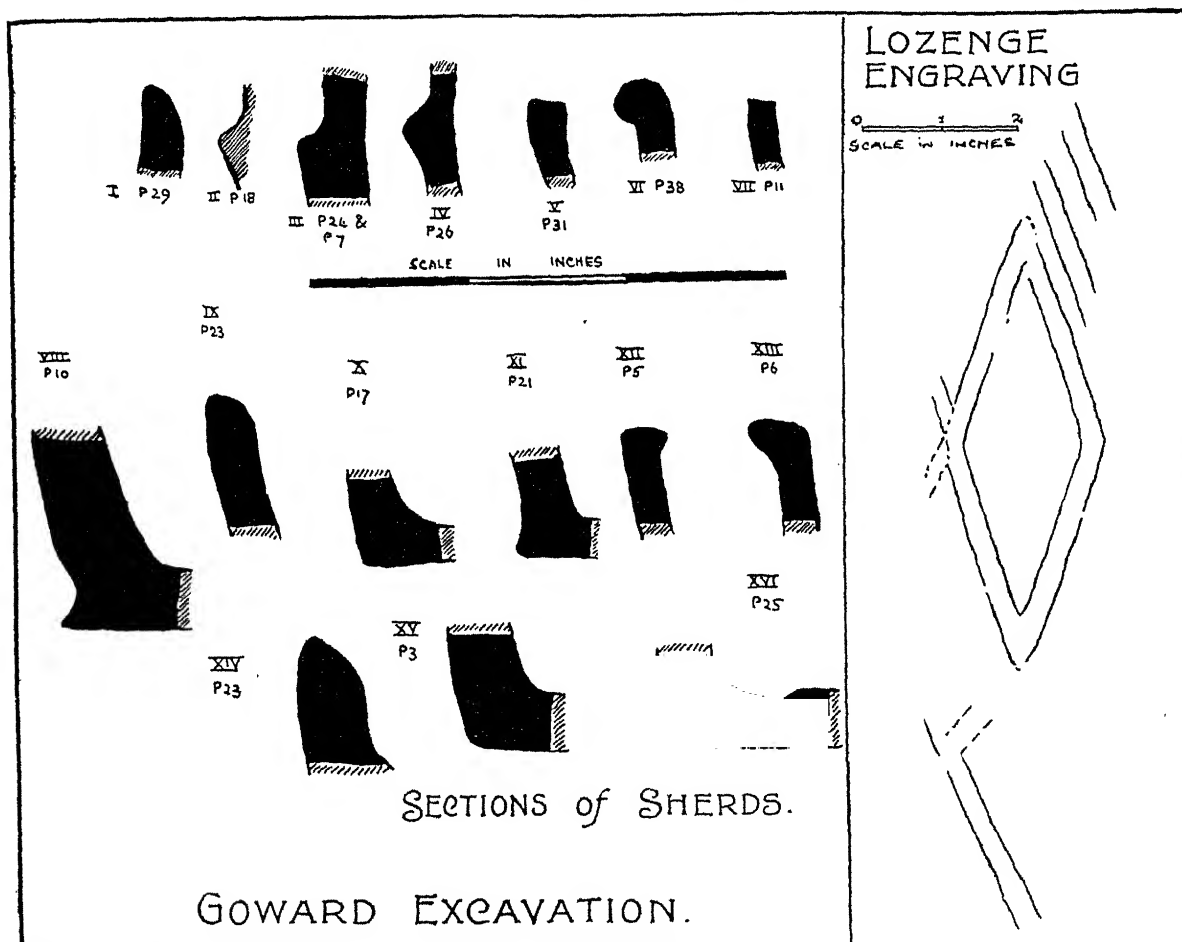 I P29
II P18
III P24 &
P7
IV
P26
V
P31
VI P38
VII P11
SCALE IN INCHES
VIII
P10
IX
P23
X
P17
XI
P21
XII
P5
XIII
P6
XIV
P23
XV
P3
XVI
P25
SECTIONS of SHERDS.
GOWARD EXCAVATION.
LOZENGE
ENGRAVING
0 1 2
SCALE IN INCHES